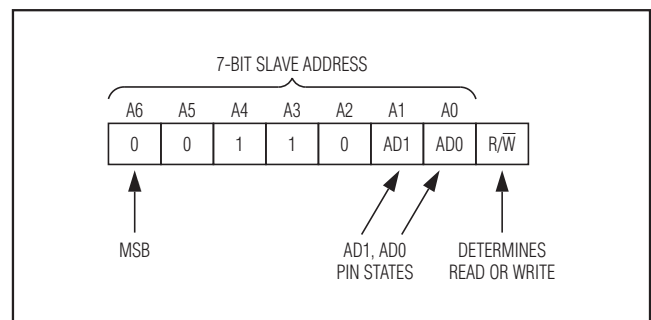 7-BIT SLAVE ADDRESS
A6 A5 A4 A3 A2 A1 A0
0 0 1 1 0 AD1 AD0 R/W̅
MSB AD1, AD0 DETERMINES
PIN STATES READ OR WRITE